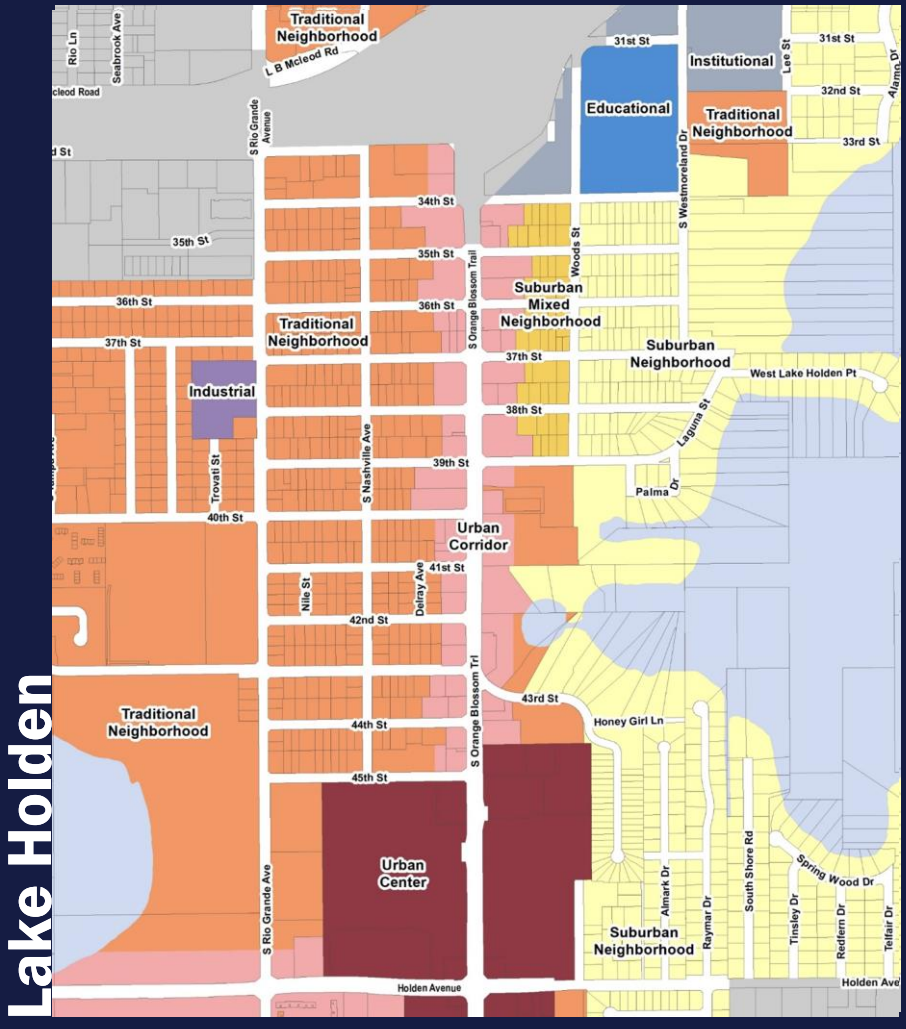 Lake Holden
Rio Ln
Seabrook Ave
Traditional
Neighborhood
L B Mcleod Rd
cleod Road
S Rio Grande
Avenue
d St
31st St
Institutional
Lee St
31st St
Alamo Dr
32nd St
Educational
Traditional
Neighborhood
33rd St
S Westmoreland Dr
34th St
35th St
35th St
Woods St
S Orange Blossom Trail
36th St
36th St
Suburban
Mixed
Neighborhood
Traditional
Neighborhood
37th St
37th St
Suburban
Neighborhood
West Lake Holden Pt
Industrial
38th St
Laguna St
S Nashville Ave
39th St
Trovati St
Palma Dr
40th St
Urban
Corridor
41st St
Nile St
Delray Ave
42nd St
S Orange Blossom Trl
43rd St
Traditional
Neighborhood
44th St
Honey Girl Ln
45th St
Urban
Center
S Rio Grande Ave
Almark Dr
Raymar Dr
South Shore Rd
Spring Wood Dr
Tinsley Dr
Redfern Dr
Telfair Dr
Suburban
Neighborhood
Holden Avenue
Holden Ave